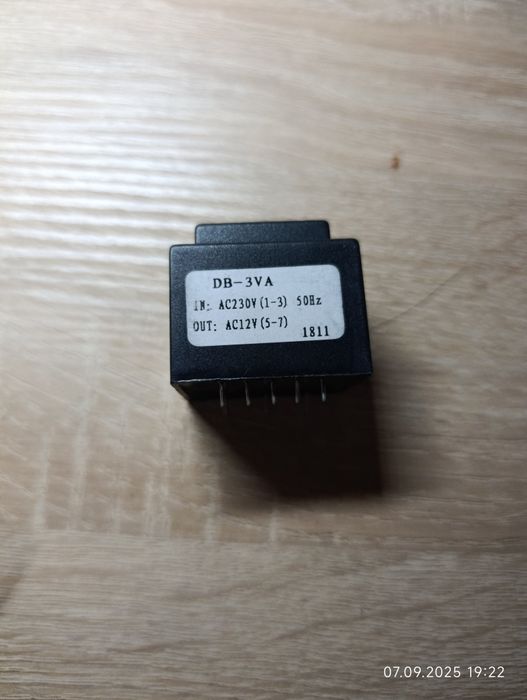 DB-3VA
IN: AC230V(1-3) 50Hz
OUT: AC12V(5-7)
1811
07.09.2025 19:22